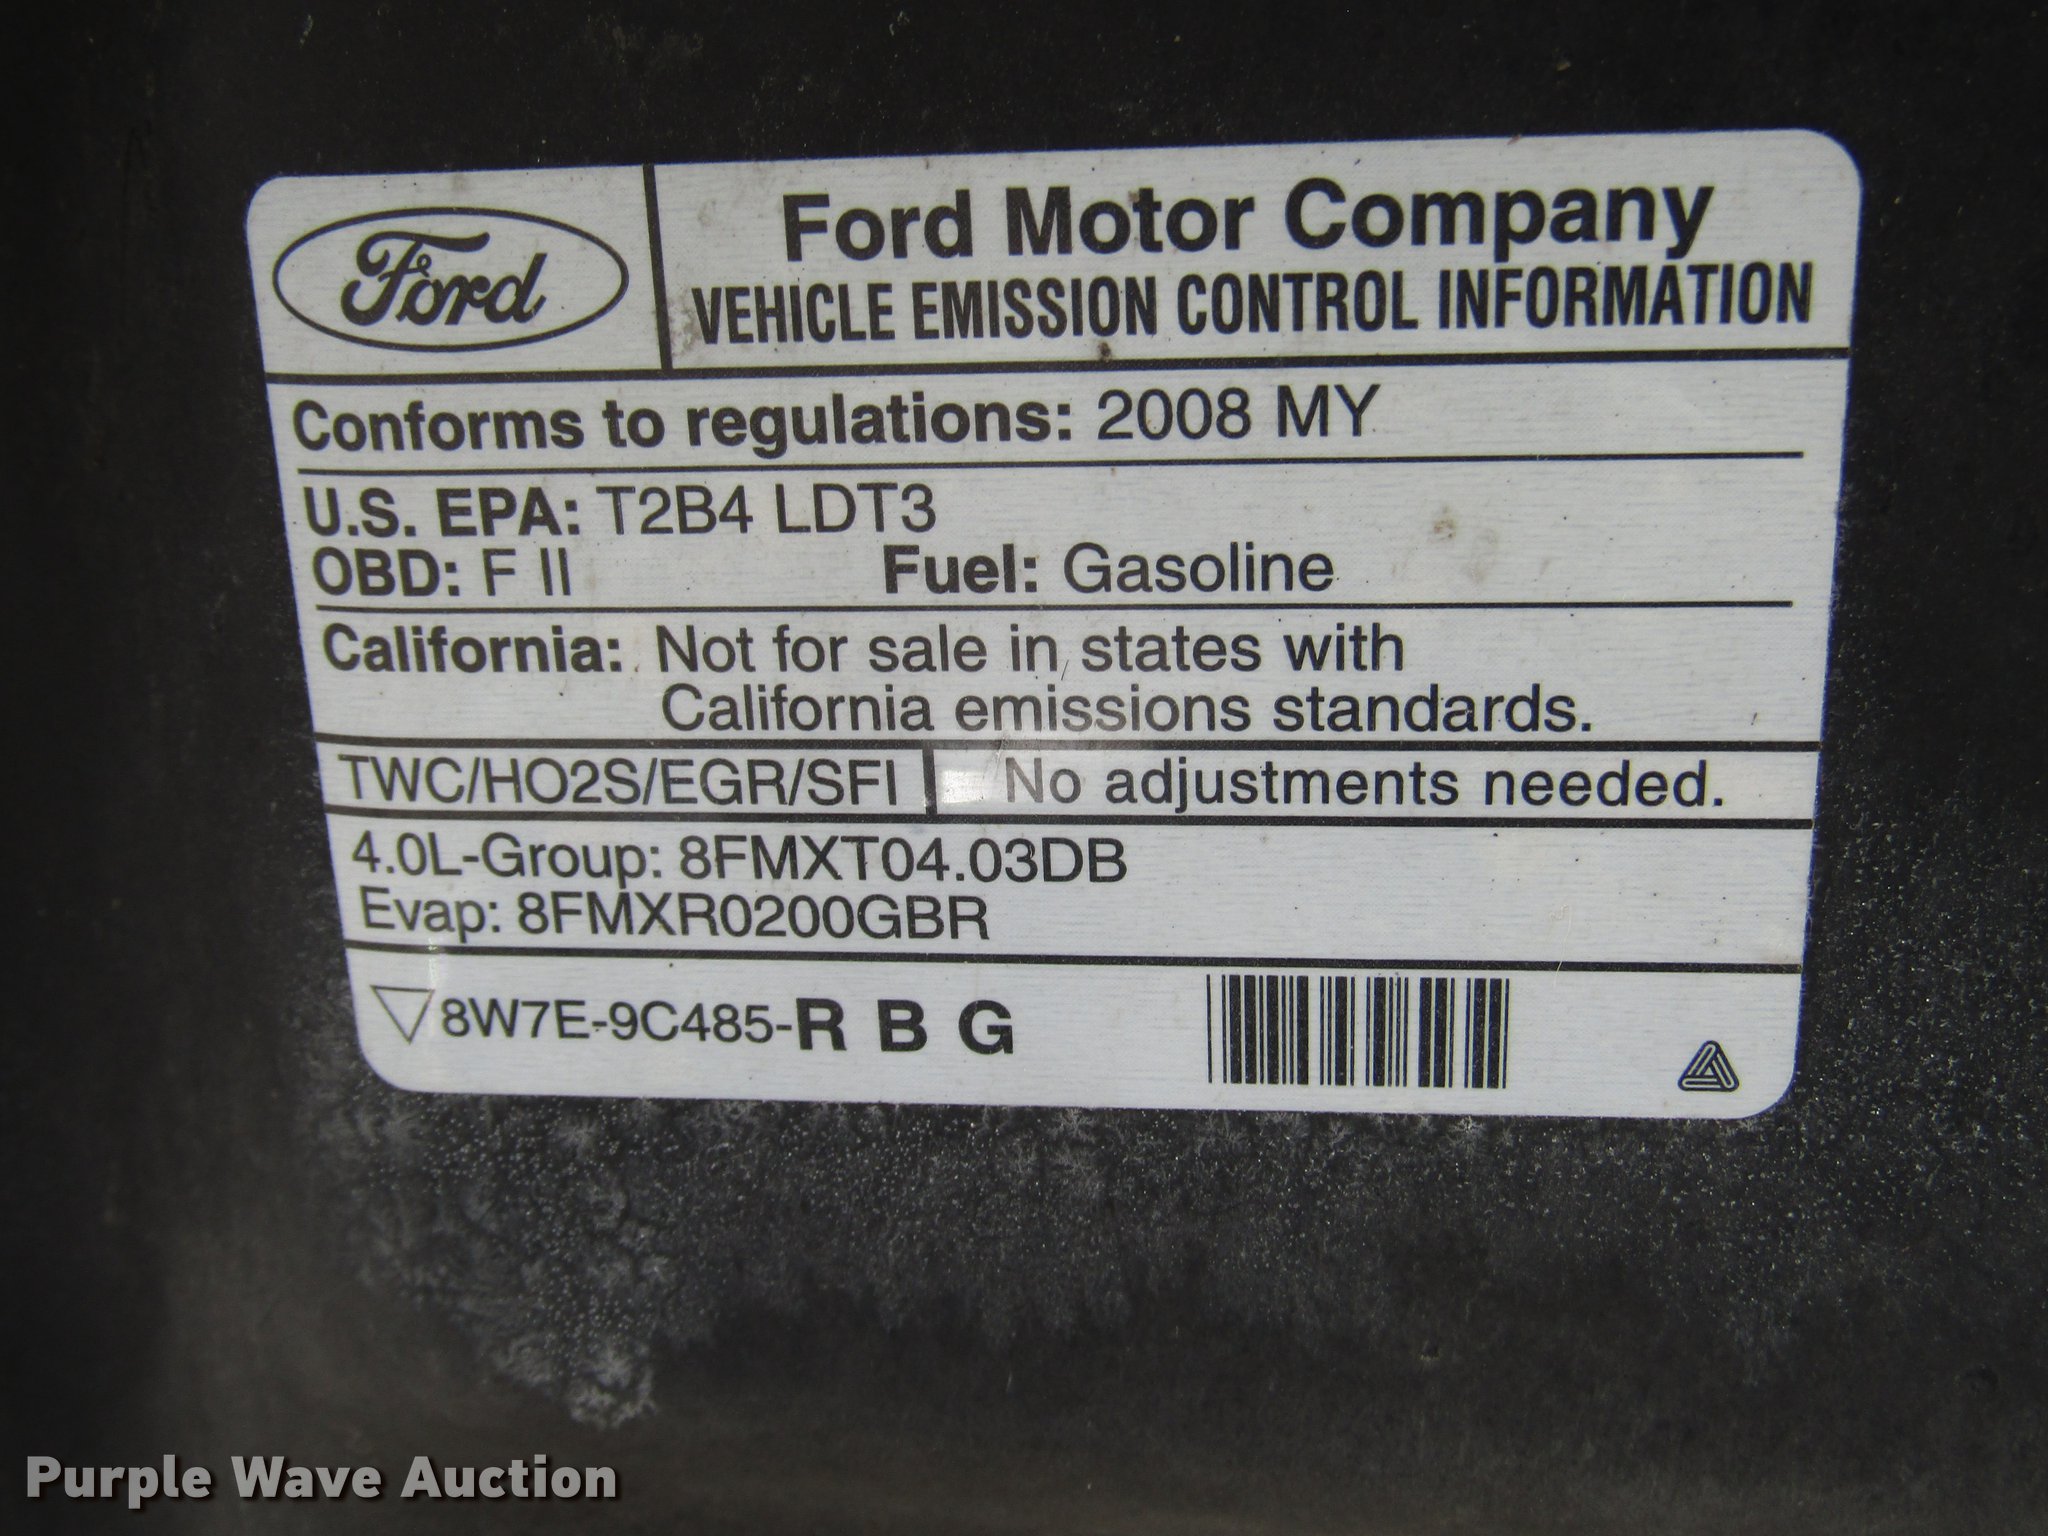 Ford
Ford Motor Company
VEHICLE EMISSION CONTROL INFORMATION
Conforms to regulations: 2008 MY
U.S. EPA: T2B4 LDT3
OBD: F II Fuel: Gasoline
California: Not for sale in states with
California emissions standards.
TWC/HO2S/EGR/SFI No adjustments needed.
4.0L-Group: 8FMXT04.03DB
Evap: 8FMXR0200GBR
8W7E-9C485-R B G
Purple Wave Auction